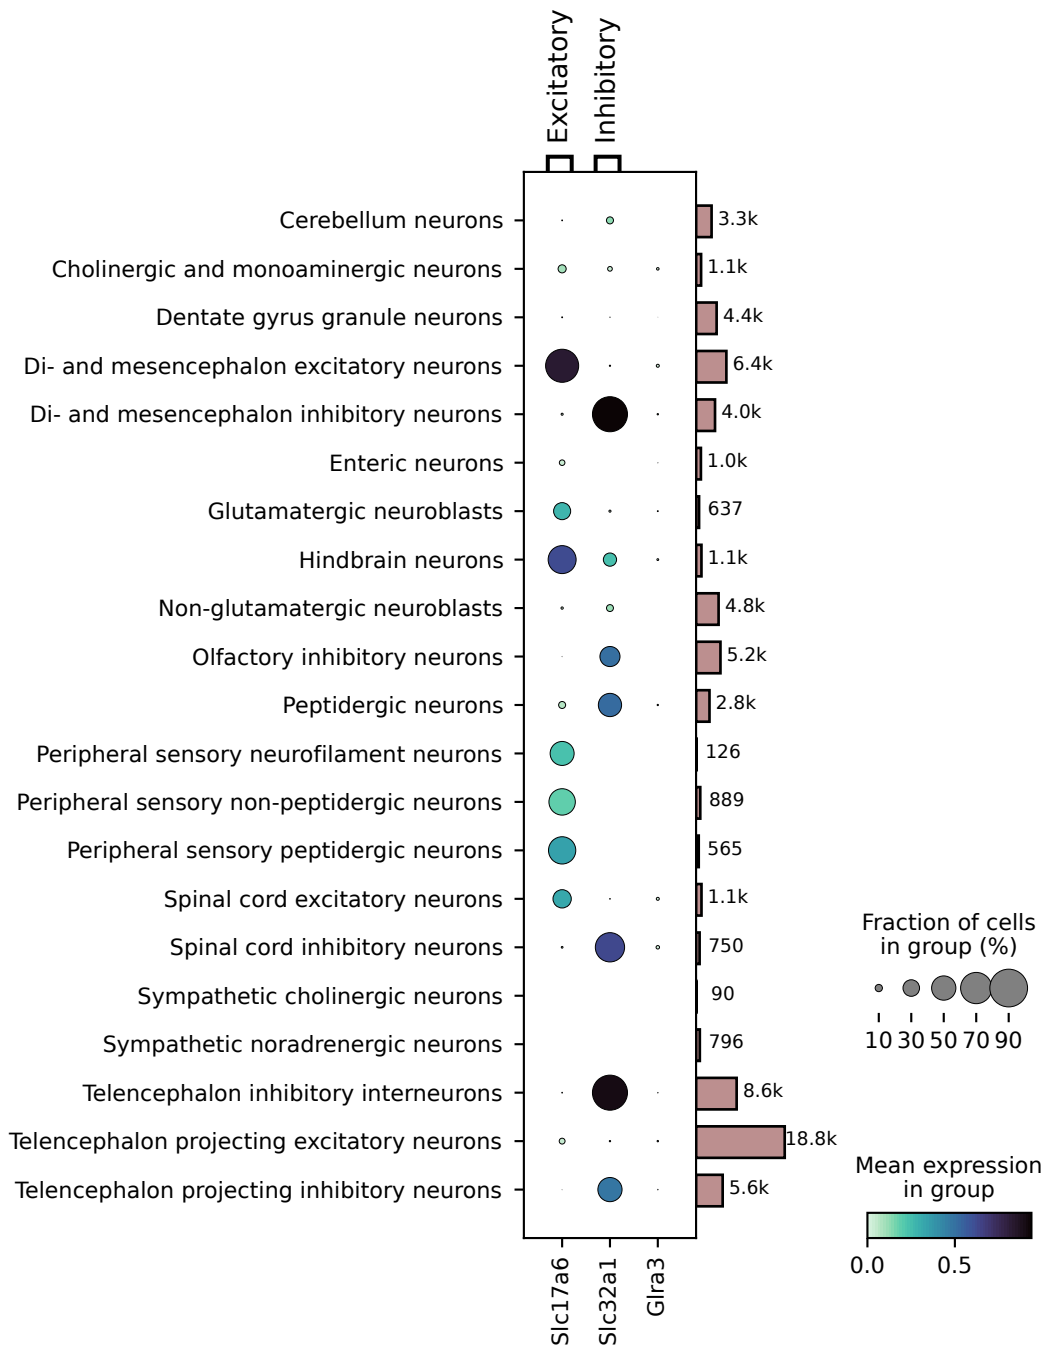 Excitatory
Inhibitory
Cerebellum neurons 3.3k
Cholinergic and monoaminergic neurons 1.1k
Dentate gyrus granule neurons 4.4k
Di- and mesencephalon excitatory neurons 6.4k
Di- and mesencephalon inhibitory neurons 4.0k
Enteric neurons 1.0k
Glutamatergic neuroblasts 637
Hindbrain neurons 1.1k
Non-glutamatergic neuroblasts 4.8k
Olfactory inhibitory neurons 5.2k
Peptidergic neurons 2.8k
Peripheral sensory neurofilament neurons 126
Peripheral sensory non-peptidergic neurons 889
Peripheral sensory peptidergic neurons 565
Spinal cord excitatory neurons 1.1k
Spinal cord inhibitory neurons 750
Sympathetic cholinergic neurons 90
Sympathetic noradrenergic neurons 796
Telencephalon inhibitory interneurons 8.6k
Telencephalon projecting excitatory neurons 18.8k
Telencephalon projecting inhibitory neurons 5.6k
Slc17a6
Slc32a1
Glra3
Fraction of cells
in group (%)
10 30 50 70 90
Mean expression
in group
0.0 0.5